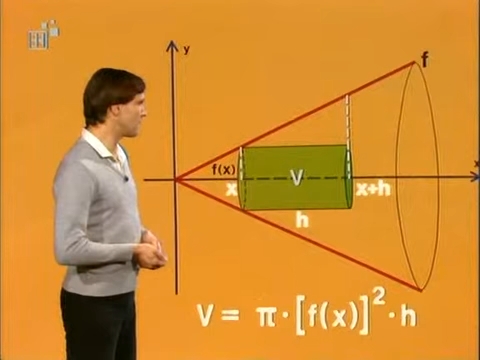 y
f
f(x)
x
V
x
x+h
h
V = π·[f(x)]²·h